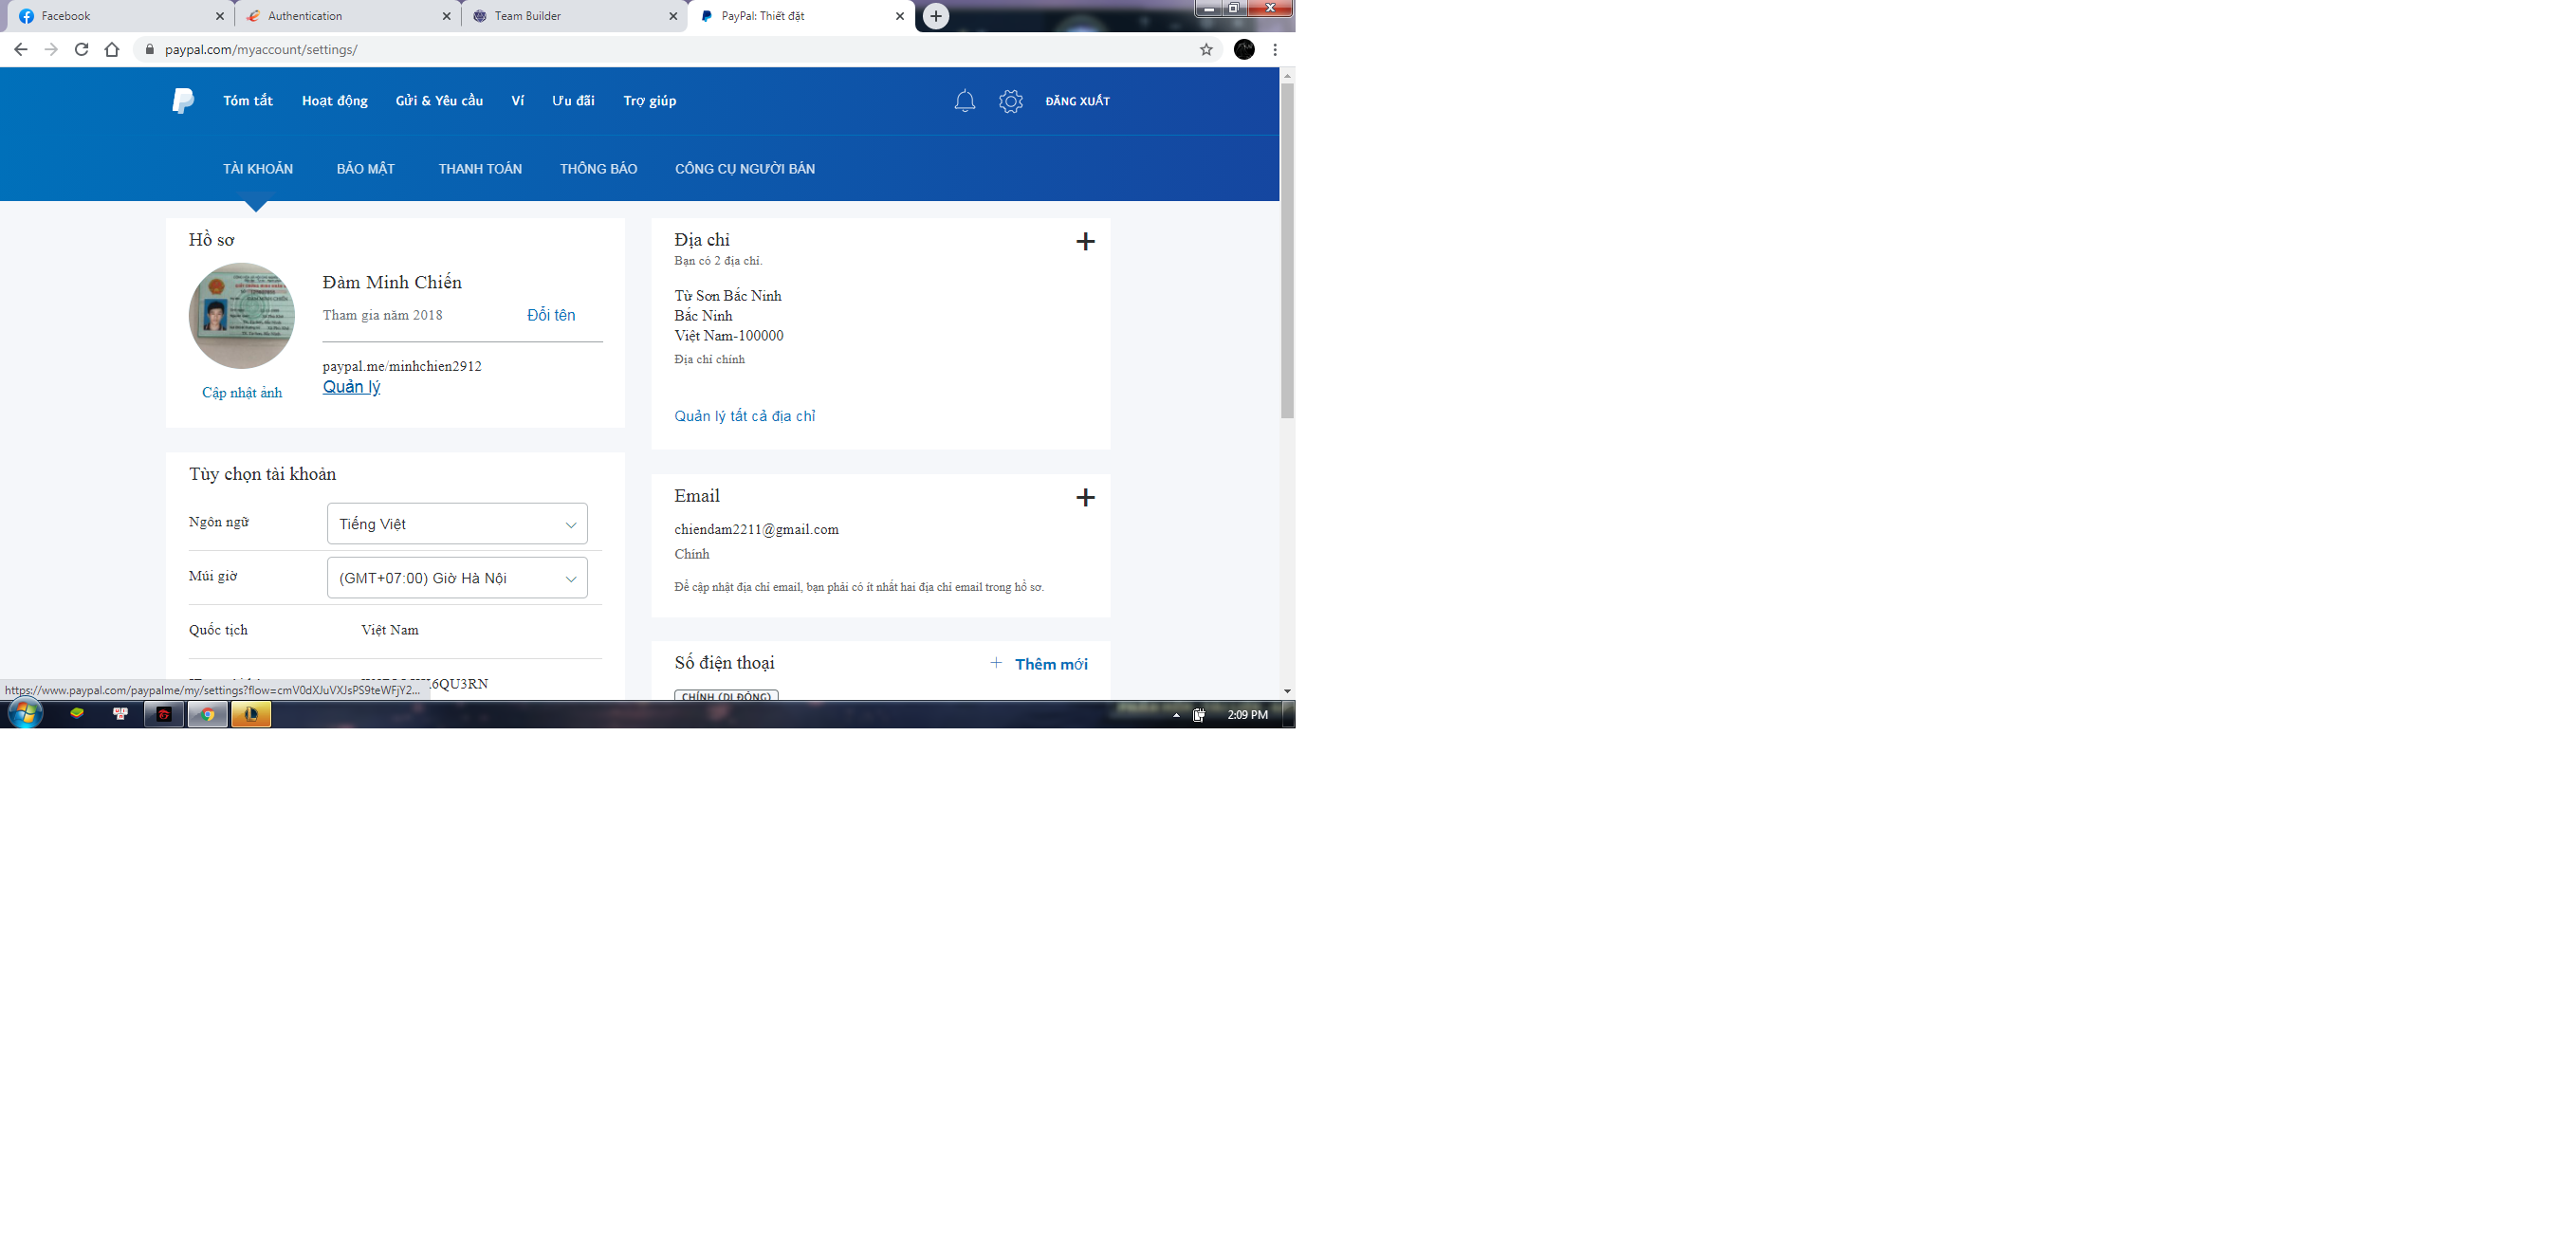 Facebook
Authentication
Team Builder
PayPal: Thiết đặt
paypal.com/myaccount/settings/
Tóm tắt
Hoạt động
Gửi & Yêu cầu
Ví
Ưu đãi
Trợ giúp
ĐĂNG XUẤT
TÀI KHOẢN
BẢO MẬT
THANH TOÁN
THÔNG BÁO
CÔNG CỤ NGƯỜI BÁN
Hồ sơ
Đàm Minh Chiến
Tham gia năm 2018
Đổi tên
paypal.me/minhchien2912
Quản lý
Cập nhật ảnh
Tùy chọn tài khoản
Ngôn ngữ
Tiếng Việt
Múi giờ
(GMT+07:00) Giờ Hà Nội
Quốc tịch
Việt Nam
6QU3RN
Địa chỉ
Bạn có 2 địa chỉ.
Từ Sơn Bắc Ninh
Bắc Ninh
Việt Nam-100000
Địa chỉ chính
Quản lý tất cả địa chỉ
Email
chiendam2211@gmail.com
Chính
Để cập nhật địa chỉ email, bạn phải có ít nhất hai địa chỉ email trong hồ sơ.
Số điện thoại
Thêm mới
CHÍNH (DI ĐỘNG)
https://www.paypal.com/paypalme/my/settings?flow=cmV0dXJuVXJsPS9teWFjY2...
2:09 PM